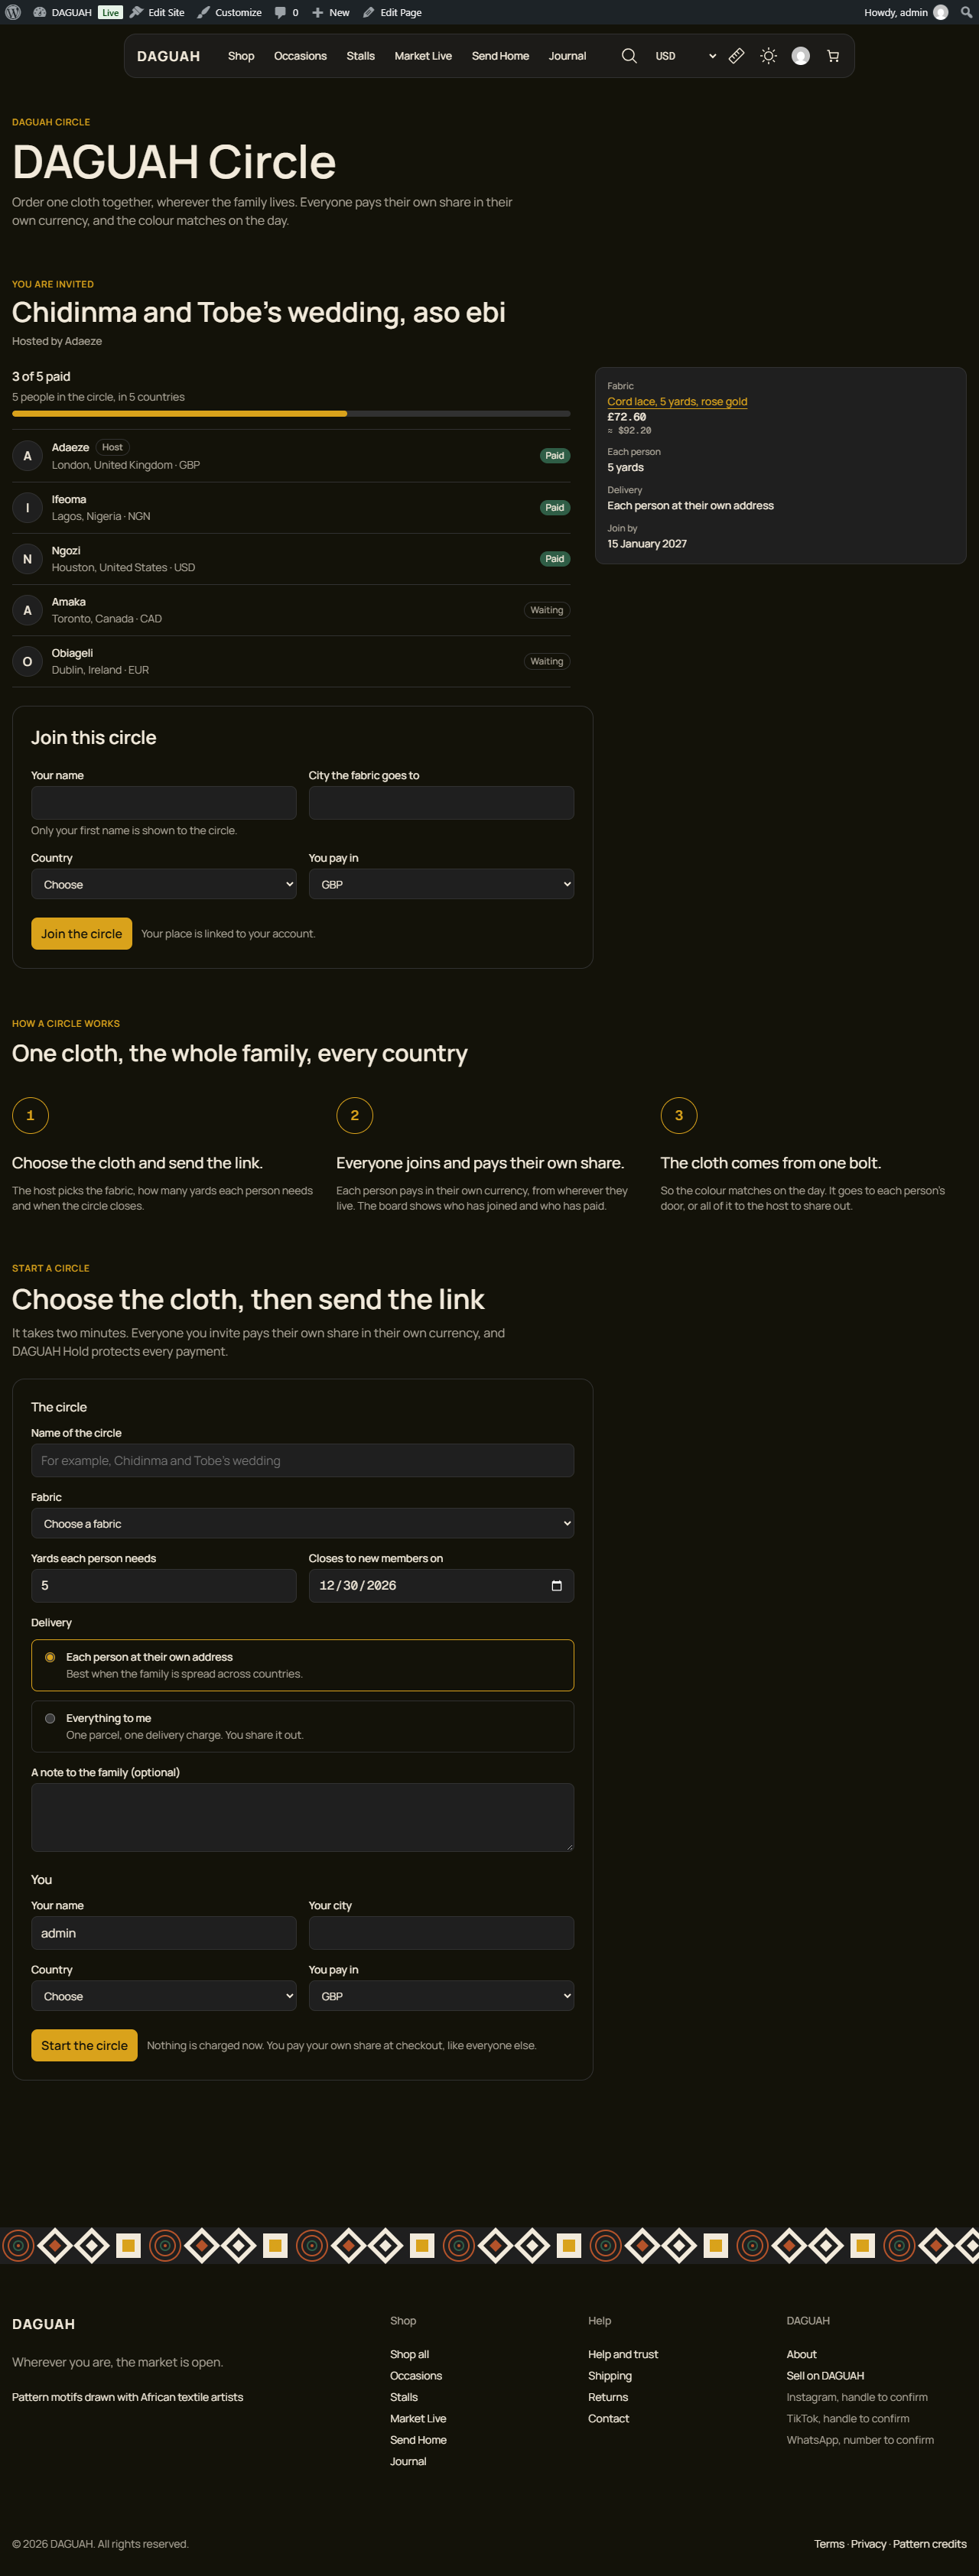 DAGUAH Live Edit Site Customize 0 New Edit Page Howdy, admin
DAGUAH Shop Occasions Stalls Market Live Send Home Journal USD
DAGUAH CIRCLE
DAGUAH Circle
Order one cloth together, wherever the family lives. Everyone pays their own share in their
own currency, and the colour matches on the day.
YOU ARE INVITED
Chidinma and Tobe’s wedding, aso ebi
Hosted by Adaeze
3 of 5 paid
5 people in the circle, in 5 countries
A
Adaeze Host
London, United Kingdom · GBP
Paid
I
Ifeoma
Lagos, Nigeria · NGN
Paid
N
Ngozi
Houston, United States · USD
Paid
A
Amaka
Toronto, Canada · CAD
Waiting
O
Obiageli
Dublin, Ireland · EUR
Waiting
Fabric
Cord lace, 5 yards, rose gold
£72.60
≈ $92.20
Each person
5 yards
Delivery
Each person at their own address
Join by
15 January 2027
Join this circle
Your name
City the fabric goes to
Only your first name is shown to the circle.
Country
You pay in
Choose
GBP
Join the circle
Your place is linked to your account.
HOW A CIRCLE WORKS
One cloth, the whole family, every country
1
Choose the cloth and send the link.
The host picks the fabric, how many yards each person needs
and when the circle closes.
2
Everyone joins and pays their own share.
Each person pays in their own currency, from wherever they
live. The board shows who has joined and who has paid.
3
The cloth comes from one bolt.
So the colour matches on the day. It goes to each person’s
door, or all of it to the host to share out.
START A CIRCLE
Choose the cloth, then send the link
It takes two minutes. Everyone you invite pays their own share in their own currency, and
DAGUAH Hold protects every payment.
The circle
Name of the circle
For example, Chidinma and Tobe’s wedding
Fabric
Choose a fabric
Yards each person needs
Closes to new members on
5
12/30/2026
Delivery
Each person at their own address
Best when the family is spread across countries.
Everything to me
One parcel, one delivery charge. You share it out.
A note to the family (optional)
You
Your name
Your city
admin
Country
You pay in
Choose
GBP
Start the circle
Nothing is charged now. You pay your own share at checkout, like everyone else.
DAGUAH
Wherever you are, the market is open.
Pattern motifs drawn with African textile artists
Shop
Shop all
Occasions
Stalls
Market Live
Send Home
Journal
Help
Help and trust
Shipping
Returns
Contact
DAGUAH
About
Sell on DAGUAH
Instagram, handle to confirm
TikTok, handle to confirm
WhatsApp, number to confirm
© 2026 DAGUAH. All rights reserved.
Terms · Privacy · Pattern credits